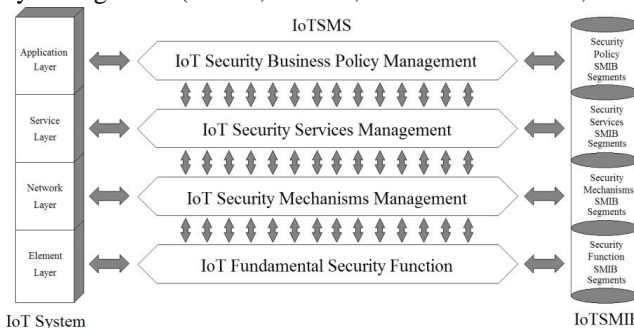 IoTSMS
Application
Layer
IoT Security Business Policy Management
Security
Policy
SMIB
Segments
Service
Layer
IoT Security Services Management
Security
Services
SMIB
Segments
Network
Layer
IoT Security Mechanisms Management
Security
Mechanisms
SMIB
Segments
Element
Layer
IoT Fundamental Security Function
Security
Function
SMIB
Segments
IoT System
IoTSMIB